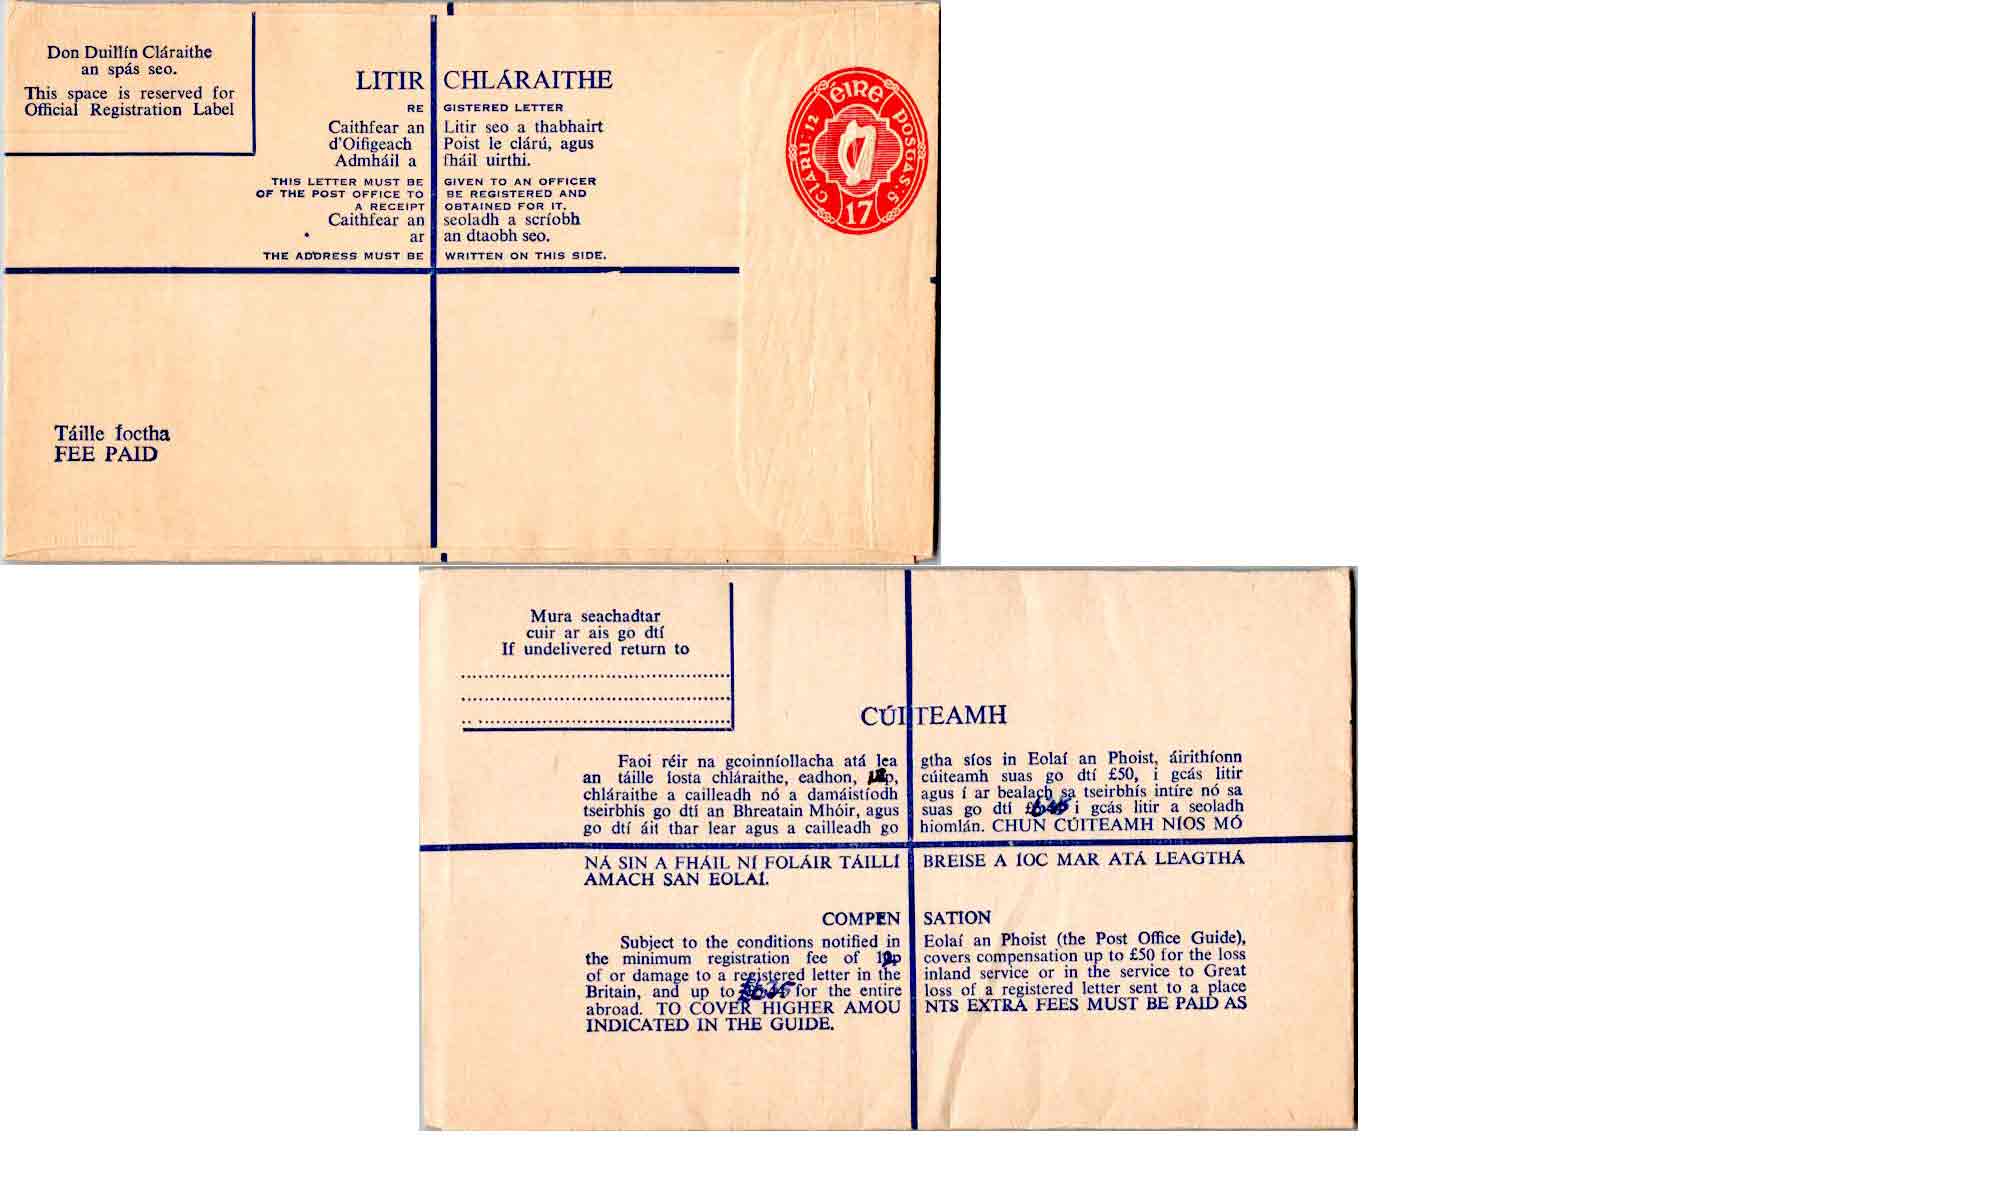 Don Duillín Cláraithe
an spás seo.
This space is reserved for
Official Registration Label
LITIR CHLÁRAITHE
RE GISTERED LETTER
Caithfear an Litir seo a thabhairt
d'Oifigeach Poist le clárú, agus
Admháil a fháil uirthi.
THIS LETTER MUST BE GIVEN TO AN OFFICER
OF THE POST OFFICE TO BE REGISTERED AND
A RECEIPT OBTAINED FOR IT.
Caithfear an seoladh a scríobh
ar an dtaobh seo.
THE ADDRESS MUST BE WRITTEN ON THIS SIDE.
éIRe
CLáRU:12
POSTAS:5
17
Táille íoctha
FEE PAID
Mura seachadtar
cuir ar ais go dtí
If undelivered return to
CÚITEAMH
Faoi réir na gcoinníollacha atá lea gtha síos in Eolaí an Phoist, áirithíonn
an táille íosta chláraithe, eadhon, cúiteamh suas go dtí £50, i gcás litir
chláraithe a cailleadh nó a damáistíodh agus í ar bealach sa tseirbhís intíre nó sa
tseirbhís go dtí an Bhreatain Mhóir, agus suas go dtí i gcás litir a seoladh
go dtí áit thar lear agus a cailleadh go hiomlán. CHUN CÚITEAMH NÍOS MÓ
NÁ SIN A FHÁIL NÍ FOLÁIR TÁILLÍ BREISE A ÍOC MAR ATÁ LEAGTHÁ
AMACH SAN EOLAÍ.
COMPEN SATION
Subject to the conditions notified in Eolaí an Phoist (the Post Office Guide),
the minimum registration fee of covers compensation up to £50 for the loss
of or damage to a registered letter in the inland service or in the service to Great
Britain, and up to for the entire loss of a registered letter sent to a place
abroad. TO COVER HIGHER AMOU NTS EXTRA FEES MUST BE PAID AS
INDICATED IN THE GUIDE.